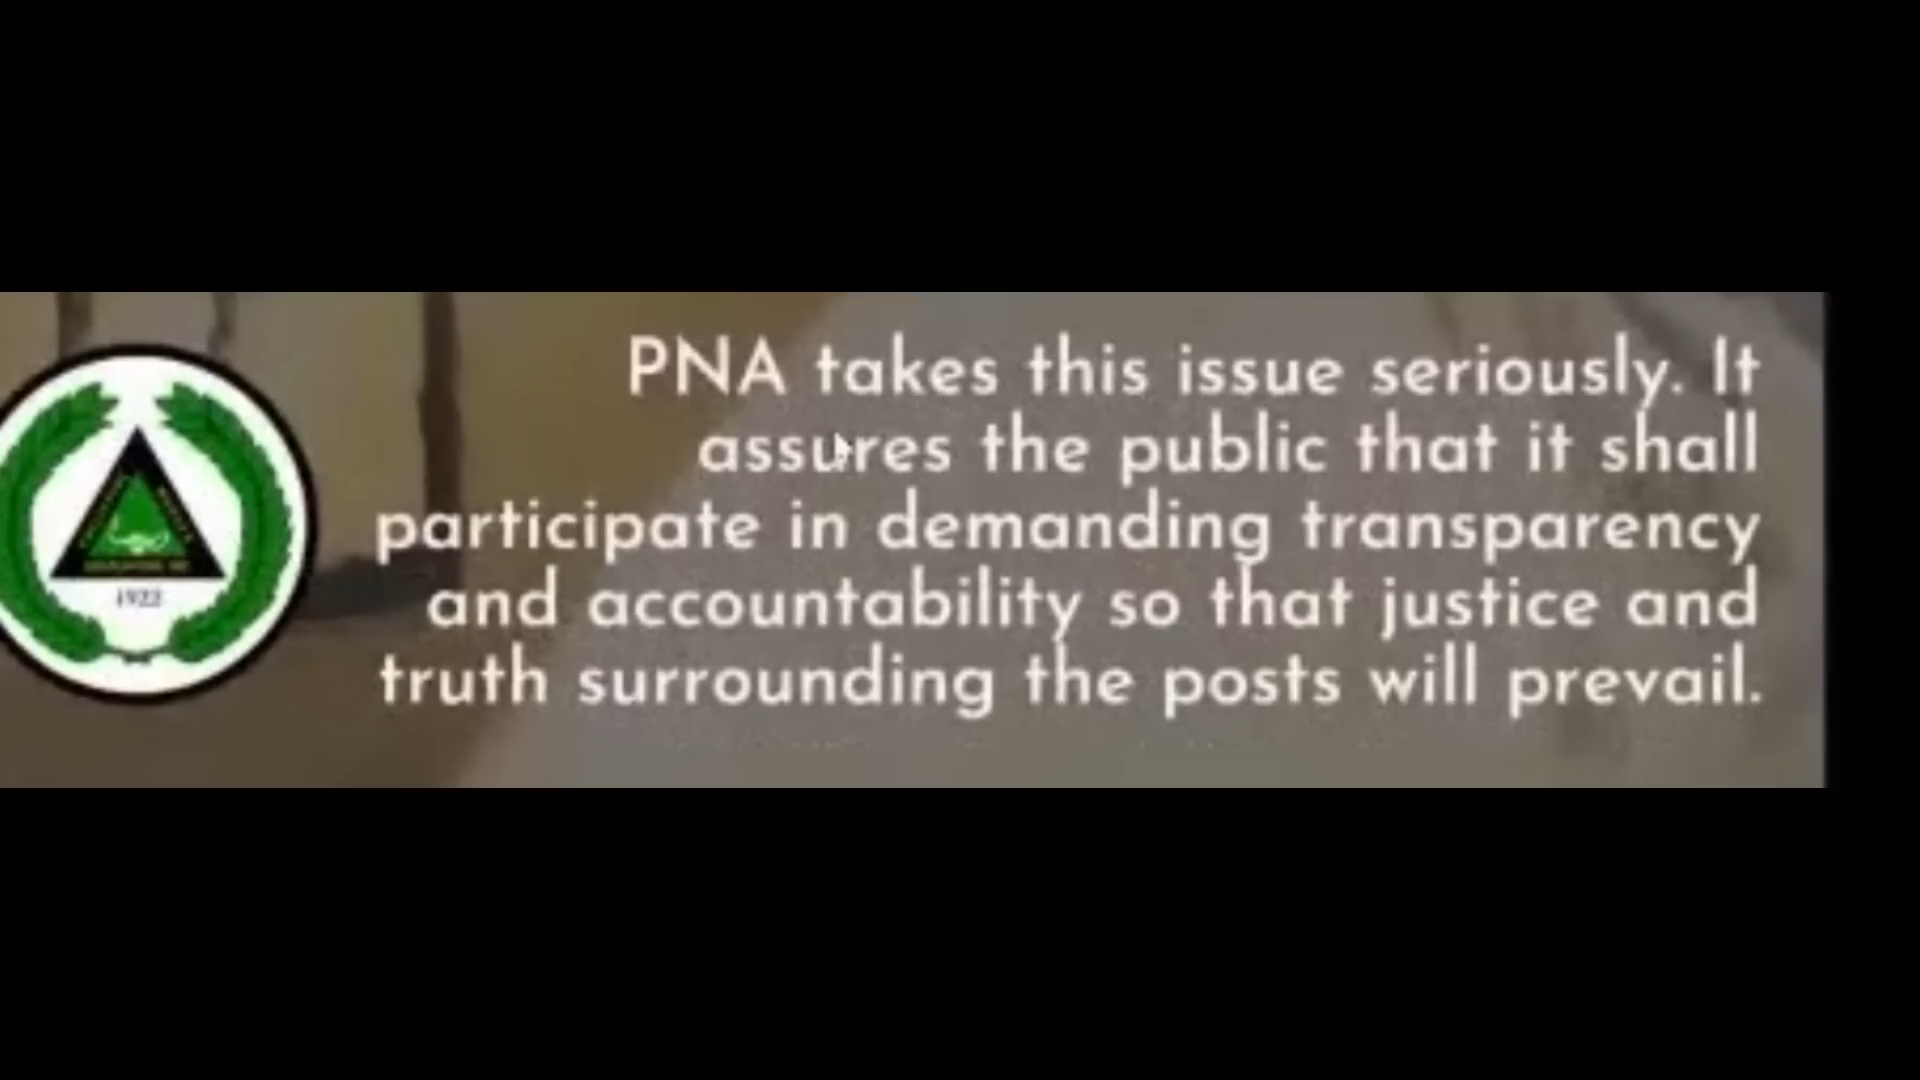 PNA takes this issue seriously. It
assures the public that it shall
participate in demanding transparency
and accountability so that justice and
truth surrounding the posts will prevail.
1922